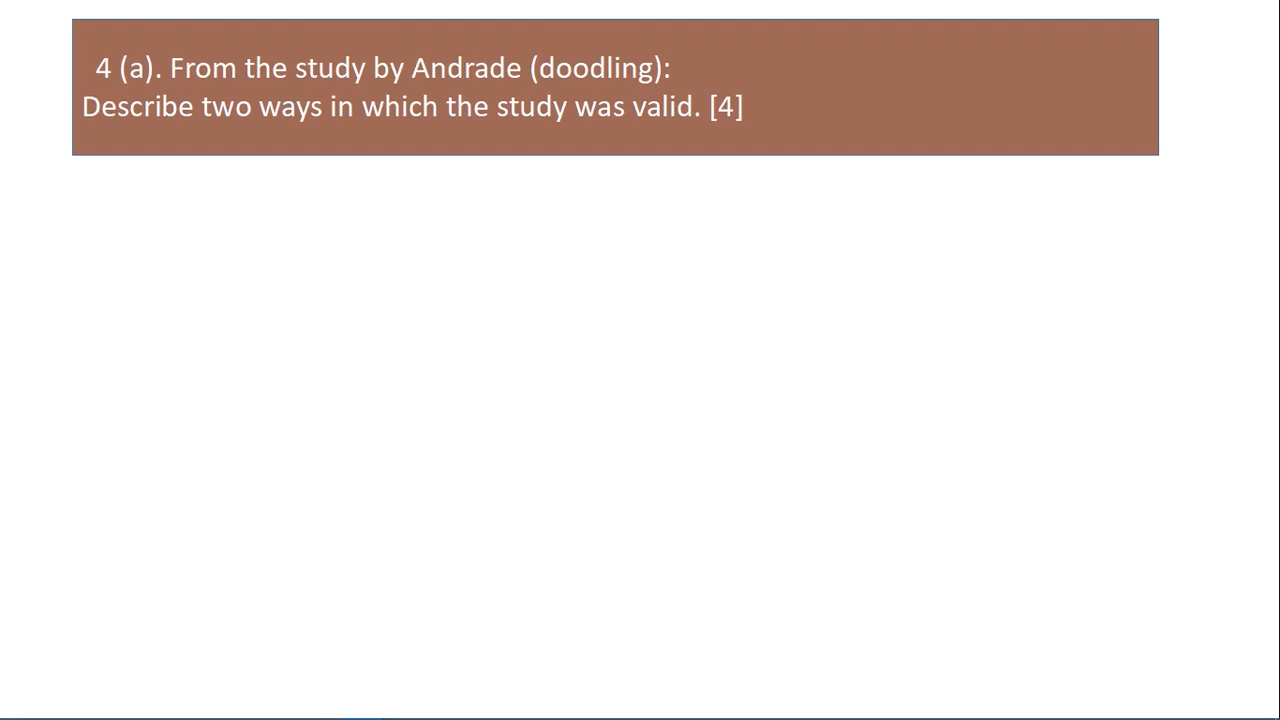 4 (a). From the study by Andrade (doodling):
Describe two ways in which the study was valid. [4]